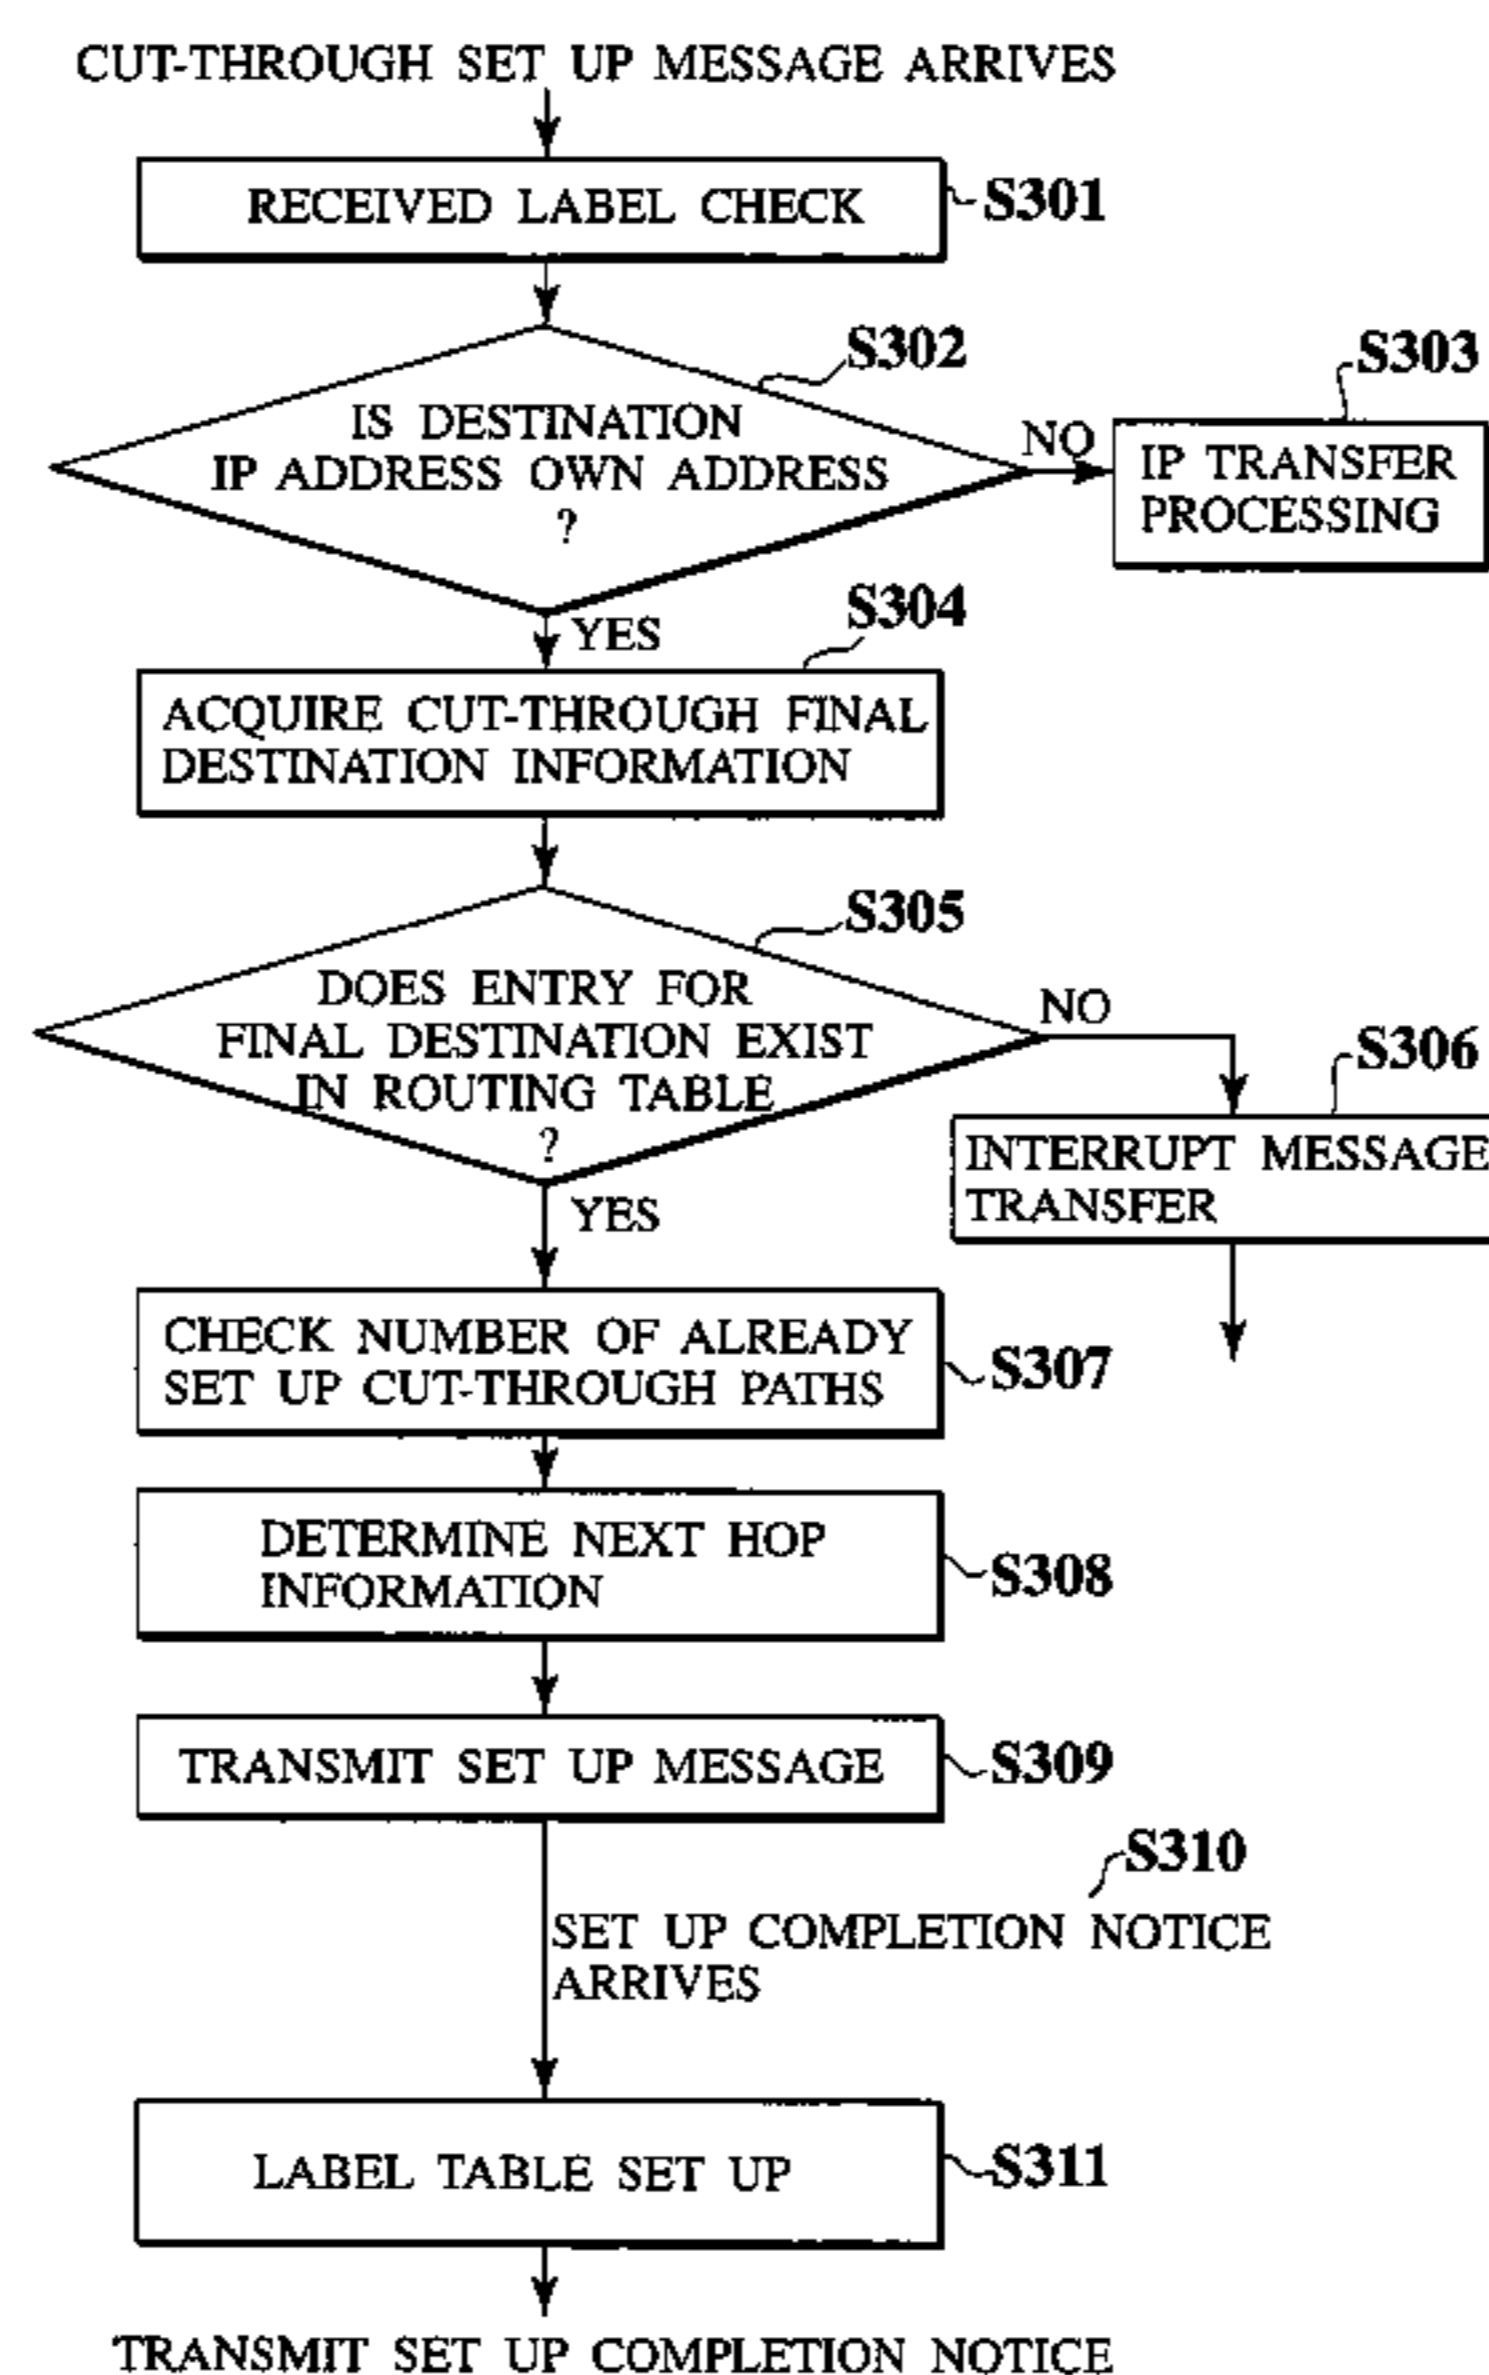 CUT-THROUGH SET UP MESSAGE ARRIVES
RECEIVED LABEL CHECK
S301
S302
IS DESTINATION
IP ADDRESS OWN ADDRESS
?
NO
S303
IP TRANSFER
PROCESSING
YES
S304
ACQUIRE CUT-THROUGH FINAL
DESTINATION INFORMATION
S305
DOES ENTRY FOR
FINAL DESTINATION EXIST
IN ROUTING TABLE
?
NO
S306
INTERRUPT MESSAGE
TRANSFER
YES
CHECK NUMBER OF ALREADY
SET UP CUT-THROUGH PATHS
S307
DETERMINE NEXT HOP
INFORMATION
S308
TRANSMIT SET UP MESSAGE
S309
S310
SET UP COMPLETION NOTICE
ARRIVES
LABEL TABLE SET UP
S311
TRANSMIT SET UP COMPLETION NOTICE